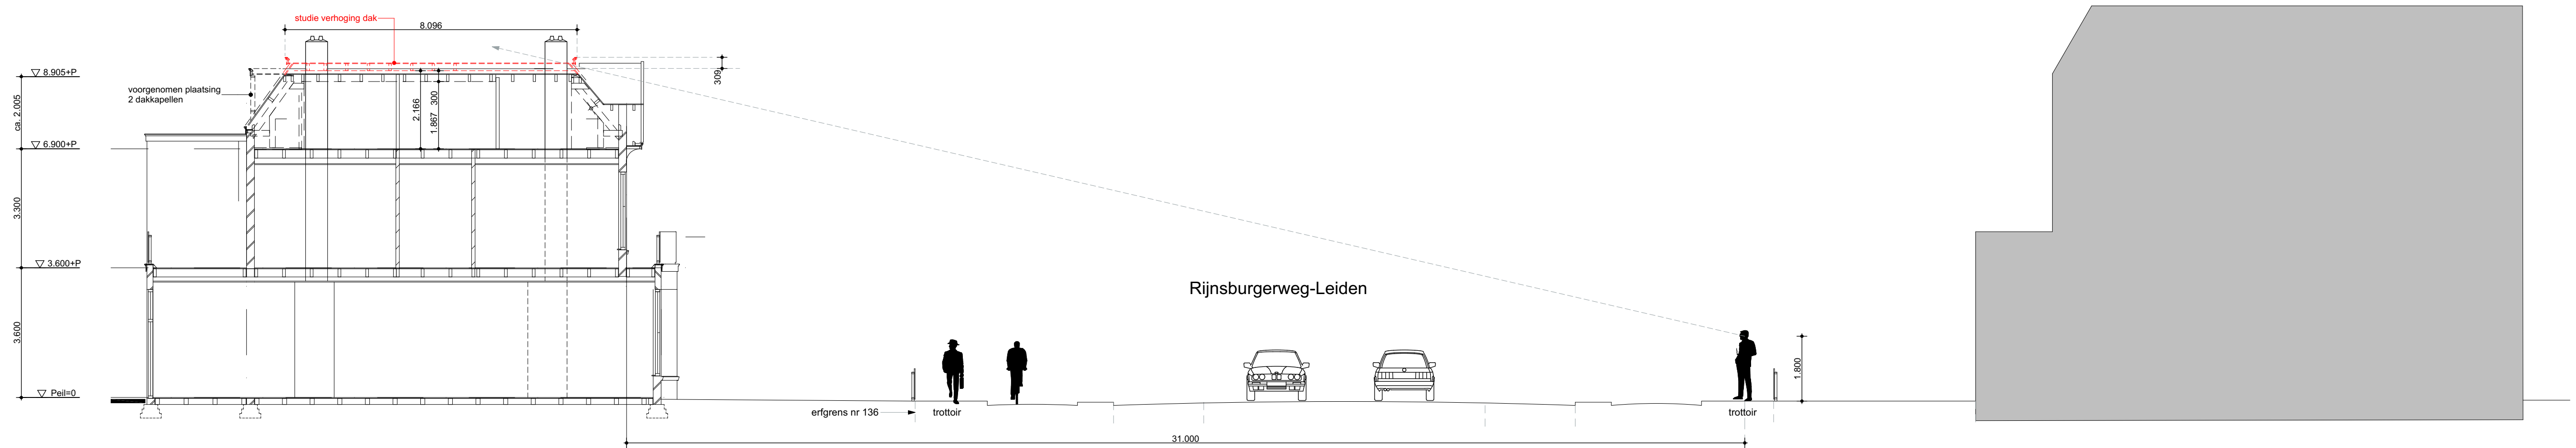 studie verhoging dak
8.096
8.905+P
309
voorgenomen plaatsing
2 dakkapellen
ca. 2.005
2.166
1.867
300
6.900+P
3.300
3.600+P
Rijnsburgerweg-Leiden
3.600
1.800
Peil=0
erfgrens nr 136
trottoir
trottoir
31.000